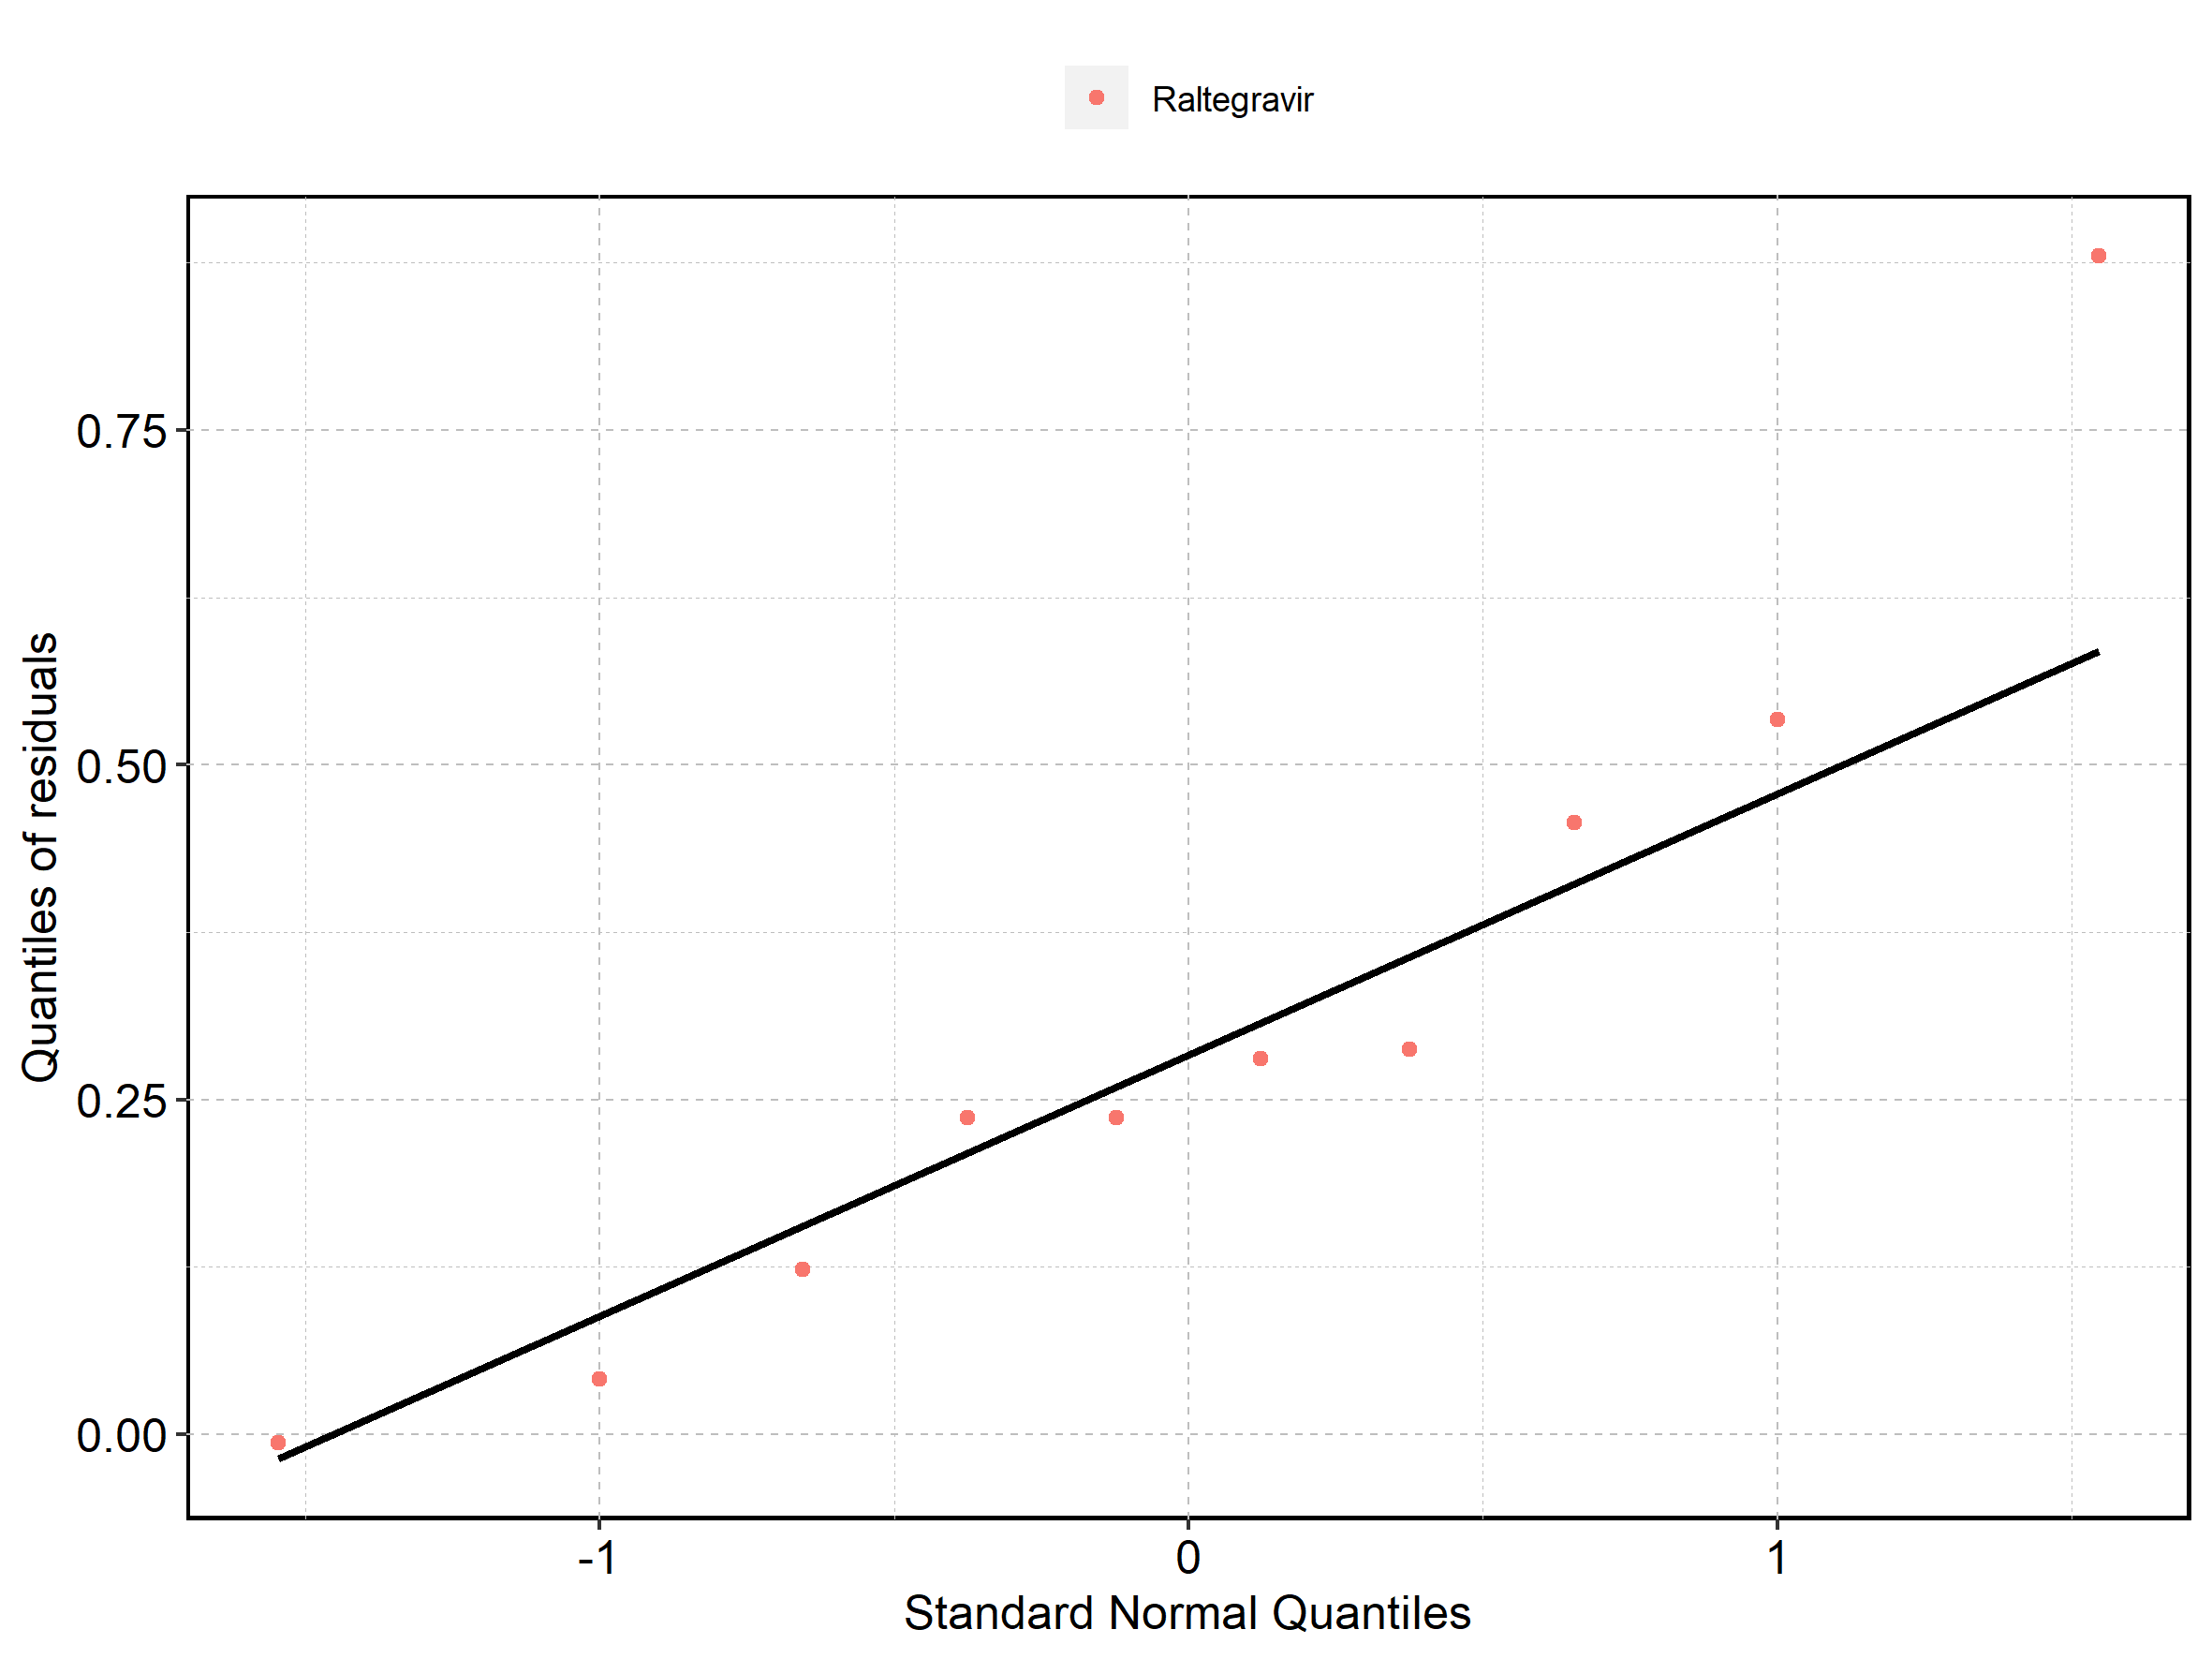 Raltegravir
0.75
0.50
0.25
0.00
Quantiles of residuals
-1 0 1
Standard Normal Quantiles